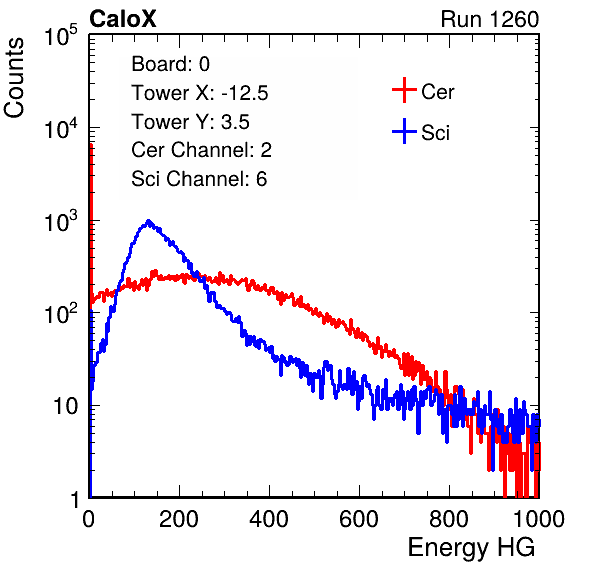 CaloX Run 1260
Counts
Board: 0
Tower X: -12.5
Tower Y: 3.5
Cer Channel: 2
Sci Channel: 6
Cer
Sci
10^5
10^4
10^3
10^2
10
1
0 200 400 600 800 1000
Energy HG